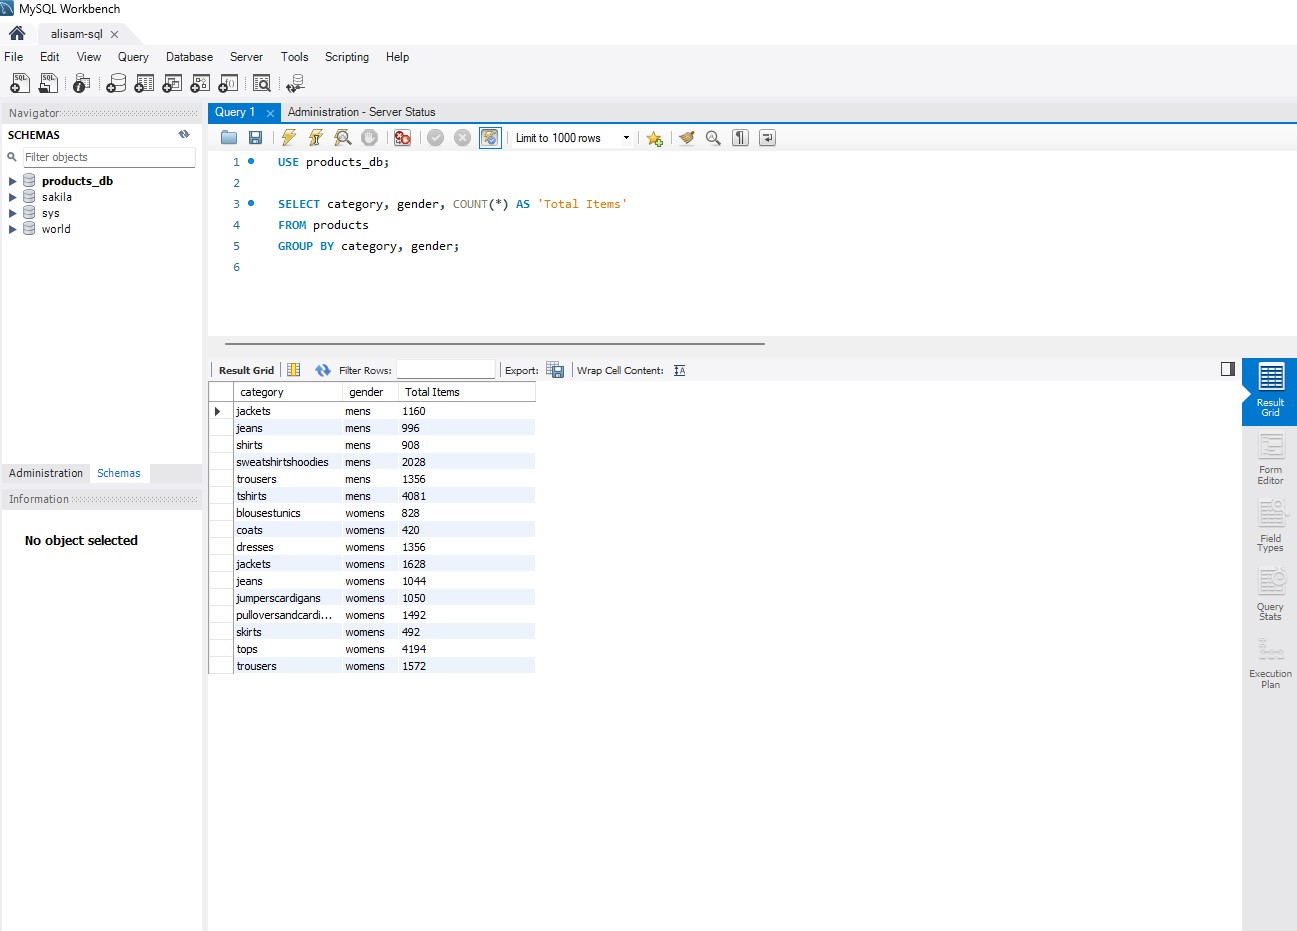 MySQL Workbench
alisam-sql
File Edit View Query Database Server Tools Scripting Help
Navigator
SCHEMAS
Filter objects
products_db
sakila
sys
world
Administration Schemas
Information
No object selected
Query 1 Administration - Server Status
Limit to 1000 rows
1 USE products_db;
2
3 SELECT category, gender, COUNT(*) AS 'Total Items'
4 FROM products
5 GROUP BY category, gender;
6
Result Grid Filter Rows: Export: Wrap Cell Content:
category gender Total Items
jackets mens 1160
jeans mens 996
shirts mens 908
sweatshirtshoodies mens 2028
trousers mens 1356
tshirts mens 4081
blousestunics womens 828
coats womens 420
dresses womens 1356
jackets womens 1628
jeans womens 1044
jumperscardigans womens 1050
pulloversandcardi... womens 1492
skirts womens 492
tops womens 4194
trousers womens 1572
Result
Grid
Form
Editor
Field
Types
Query
Stats
Execution
Plan